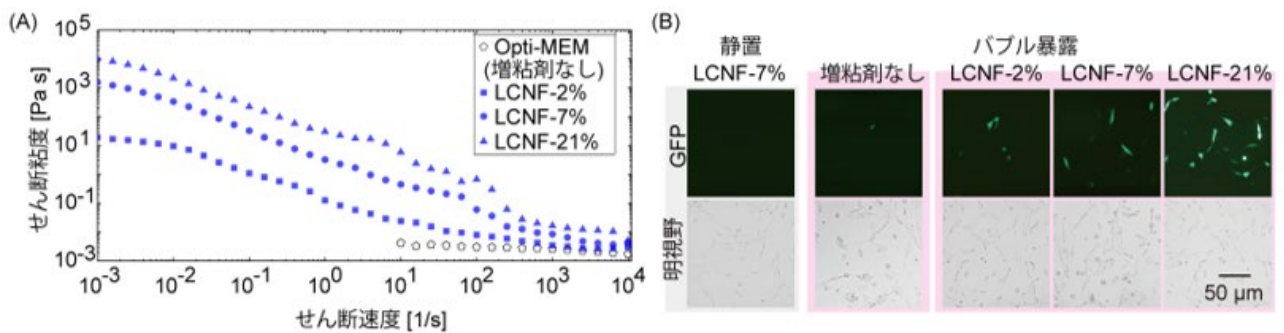 (A)
せん断粘度 [Pa s]
10^5
10^3
10^1
10^-1
10^-3
Opti-MEM
(増粘剤なし)
LCNF-2%
LCNF-7%
LCNF-21%
10^-3
10^-2
10^-1
10^0
10^1
10^2
10^3
10^4
せん断速度 [1/s]
(B)
静置
バブル暴露
LCNF-7%
増粘剤なし
LCNF-2%
LCNF-7%
LCNF-21%
GFP
明視野
50 µm